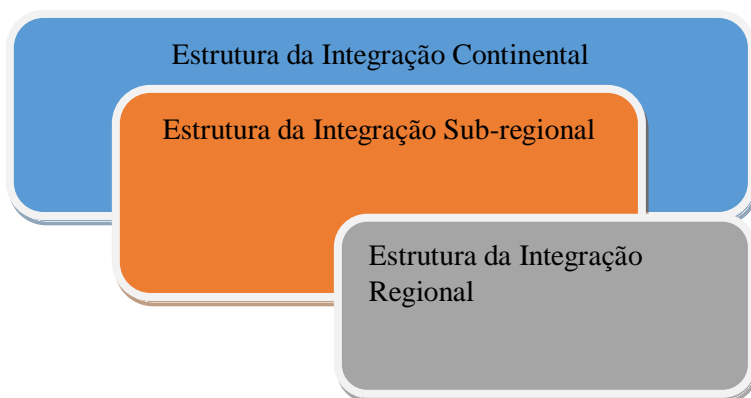 Estrutura da Integração Continental
Estrutura da Integração Sub-regional
Estrutura da Integração
Regional